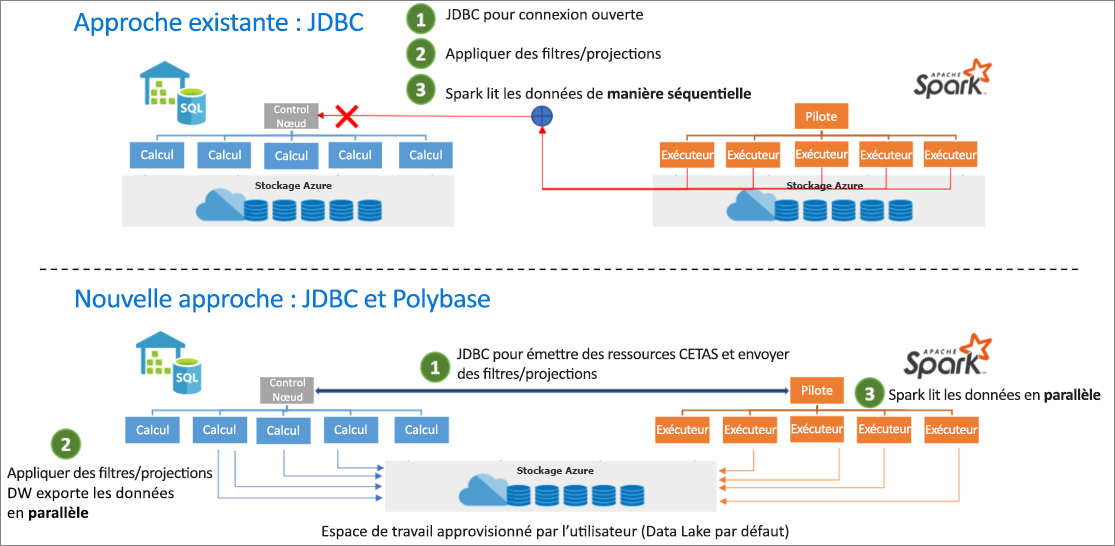 Approche existante : JDBC
1 JDBC pour connexion ouverte
2 Appliquer des filtres/projections
3 Spark lit les données de manière séquentielle
SQL
APACHE
Spark™
Control
Nœud
Pilote
Calcul Calcul Calcul Calcul Calcul
Exécuteur Exécuteur Exécuteur Exécuteur Exécuteur
Stockage Azure
Stockage Azure
Nouvelle approche : JDBC et Polybase
SQL
1 JDBC pour émettre des ressources CETAS et envoyer
des filtres/projections
APACHE
Spark™
Control
Nœud
Pilote
3 Spark lit les données en parallèle
Calcul Calcul Calcul Calcul Calcul
Exécuteur Exécuteur Exécuteur Exécuteur Exécuteur
2
Appliquer des filtres/projections
DW exporte les données
en parallèle
Stockage Azure
Espace de travail approvisionné par l’utilisateur (Data Lake par défaut)